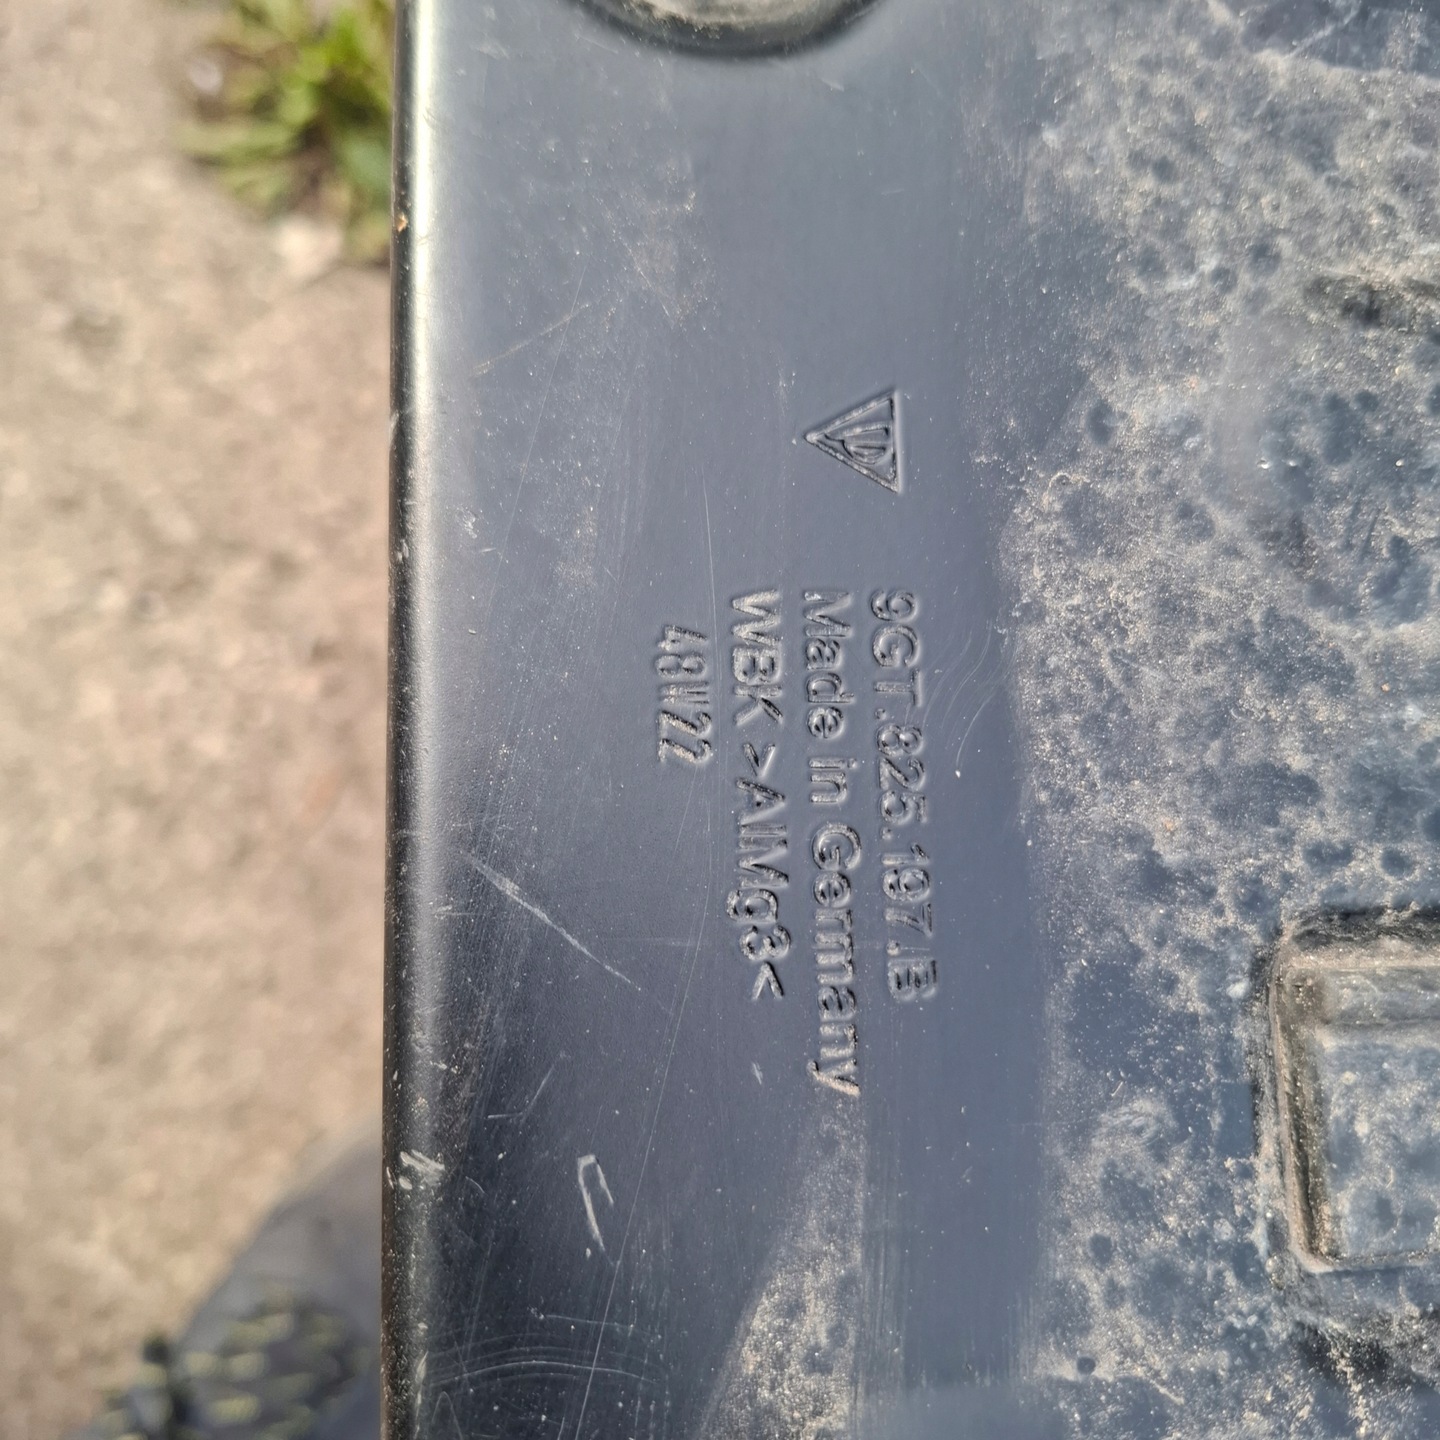 9GT.825.197.B
Made in Germany
WBK >AlMg3<
48W22